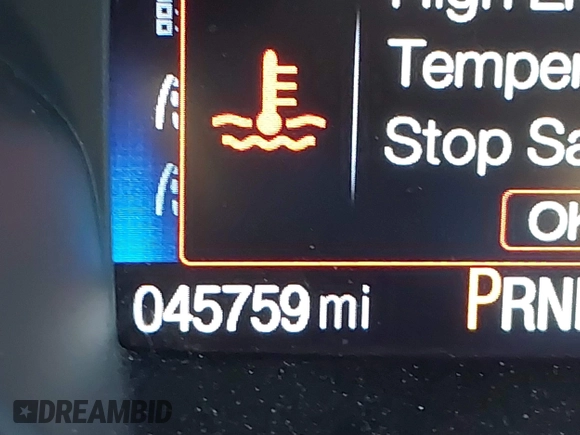 Temper
Stop Sa
OK
045759 mi
PRN
DREAMBID